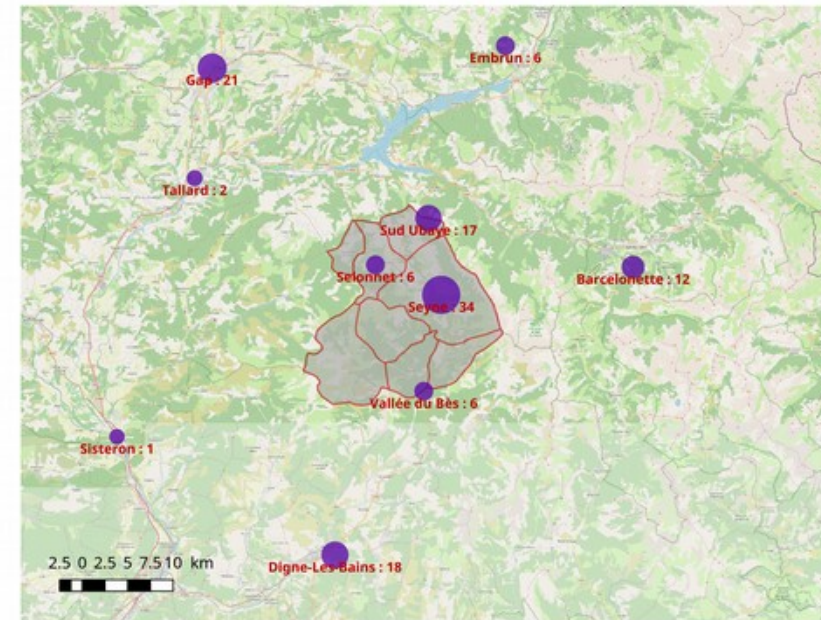 Embrun : 6
Gap : 21
Tallard : 2
Sud Ubaye : 17
Selonnet : 6
Barcelonette : 12
Seyne : 34
Vallée du Bès : 6
Sisteron : 1
2.5 0 2.5 5 7.5 10 km
Digne-Les-Bains : 18